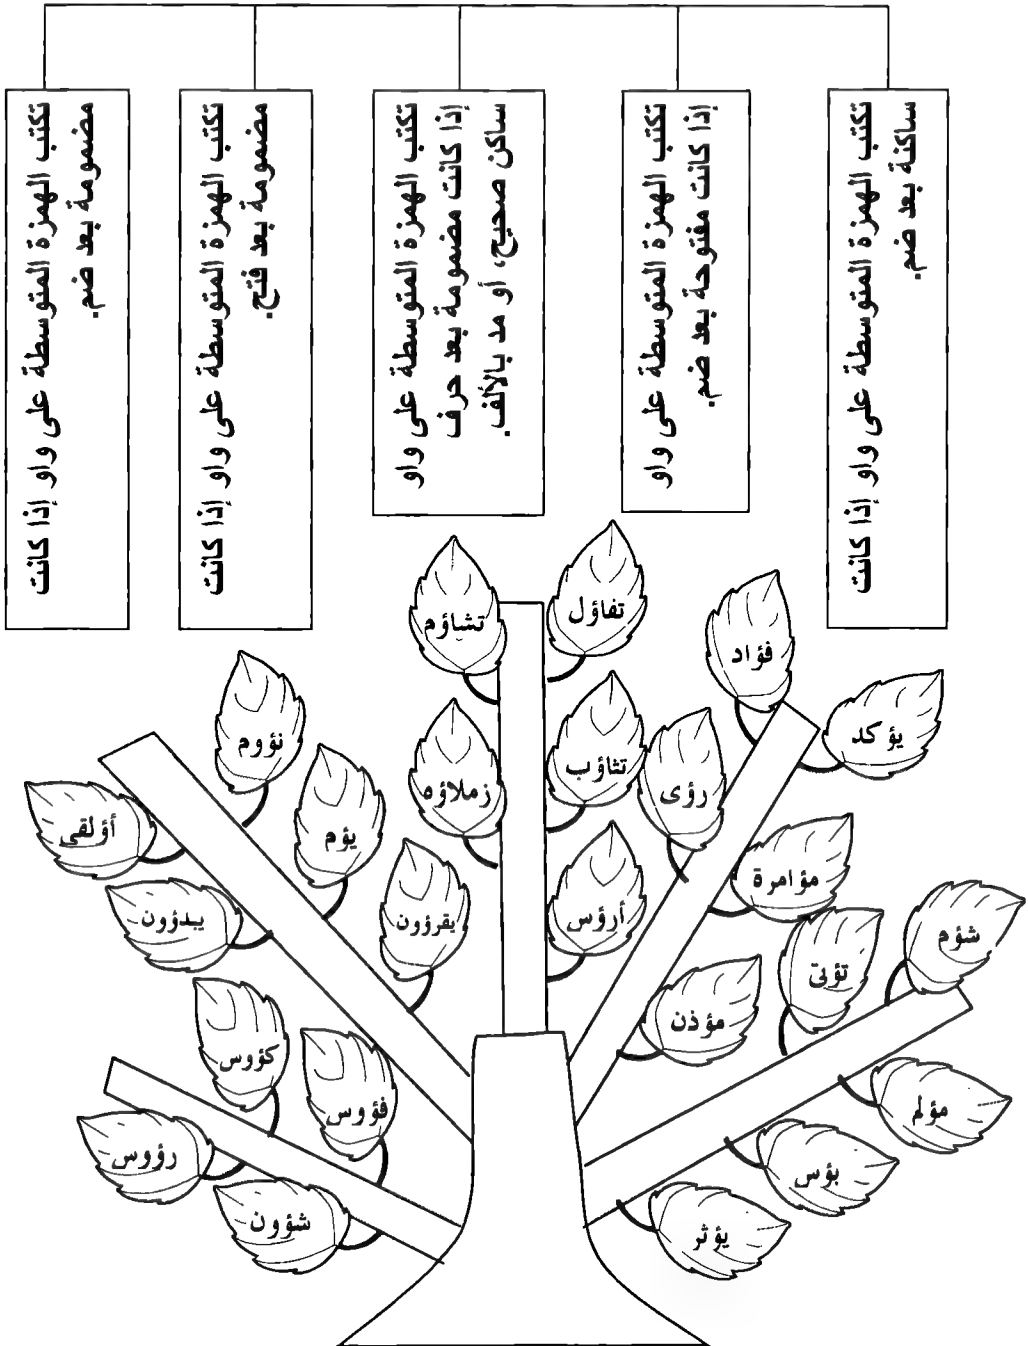 تكتب الهمزة المتوسطة على واو إذا كانت
ساكنة بعد ضم.
تكتب الهمزة المتوسطة على واو
إذا كانت مفتوحة بعد ضم.
تكتب الهمزة المتوسطة على واو
إذا كانت مضمومة بعد حرف
ساكن صحيح، أو مد بالألف.
تكتب الهمزة المتوسطة على واو إذا كانت
مضمومة بعد فتح.
تكتب الهمزة المتوسطة على واو إذا كانت
مضمومة بعد ضم.
تفاؤل
تشاؤم
فؤاد
يؤكد
نؤوم
تثاؤب
رؤى
زملاؤه
يؤم
أؤلقي
مؤامرة
أرؤس
يقرؤون
يبدؤون
شؤم
مؤذن
كؤوس
فؤوس
مؤلم
رؤوس
بؤس
شؤون
يؤثر